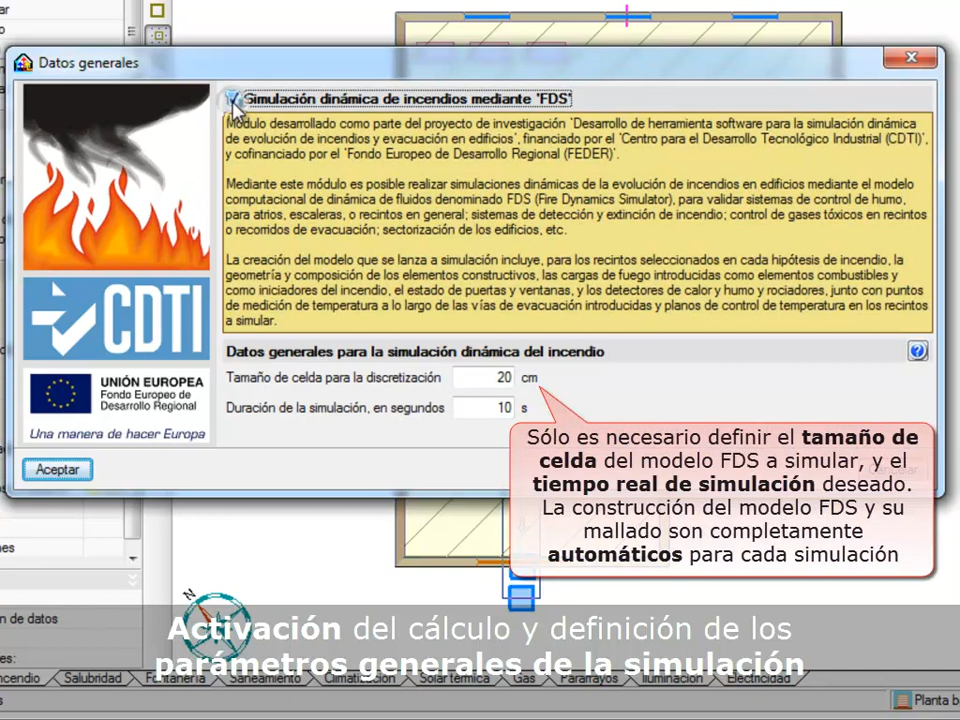 Datos generales
Simulación dinámica de incendios mediante 'FDS'
Módulo desarrollado como parte del proyecto de investigación 'Desarrollo de herramienta software para la simulación dinámica
de evolución de incendios y evacuación en edificios', financiado por el 'Centro para el Desarrollo Tecnológico Industrial (CDTI)',
y cofinanciado por el 'Fondo Europeo de Desarrollo Regional (FEDER)'.
Mediante este módulo es posible realizar simulaciones dinámicas de la evolución de incendios en edificios mediante el modelo
computacional de dinámica de fluidos denominado FDS (Fire Dynamics Simulator), para validar sistemas de control de humo,
para atrios, escaleras, o recintos en general; sistemas de detección y extinción de incendio; control de gases tóxicos en recintos
o recorridos de evacuación; sectorización de los edificios, etc.
La creación del modelo que se lanza a simulación incluye, para los recintos seleccionados en cada hipótesis de incendio, la
geometría y composición de los elementos constructivos, las cargas de fuego introducidas como elementos combustibles y
como iniciadores del incendio, el estado de puertas y ventanas, y los detectores de calor y humo y rociadores, junto con puntos
de medición de temperatura a lo largo de las vías de evacuación introducidas y planos de control de temperatura en los recintos
a simular.
CDTI
UNIÓN EUROPEA
Fondo Europeo de
Desarrollo Regional
Una manera de hacer Europa
Datos generales para la simulación dinámica del incendio
Tamaño de celda para la discretización 20 cm
Duración de la simulación, en segundos 10 s
Aceptar
Cancelar
Sólo es necesario definir el tamaño de
celda del modelo FDS a simular, y el
tiempo real de simulación deseado.
La construcción del modelo FDS y su
mallado son completamente
automáticos para cada simulación
N
n de datos
Activación del cálculo y definición de los
parámetros generales de la simulación
ncendio Salubridad Fontanería Saneamiento Climatización Solar térmica Gas Pararrayos Iluminación Electricidad
Planta b